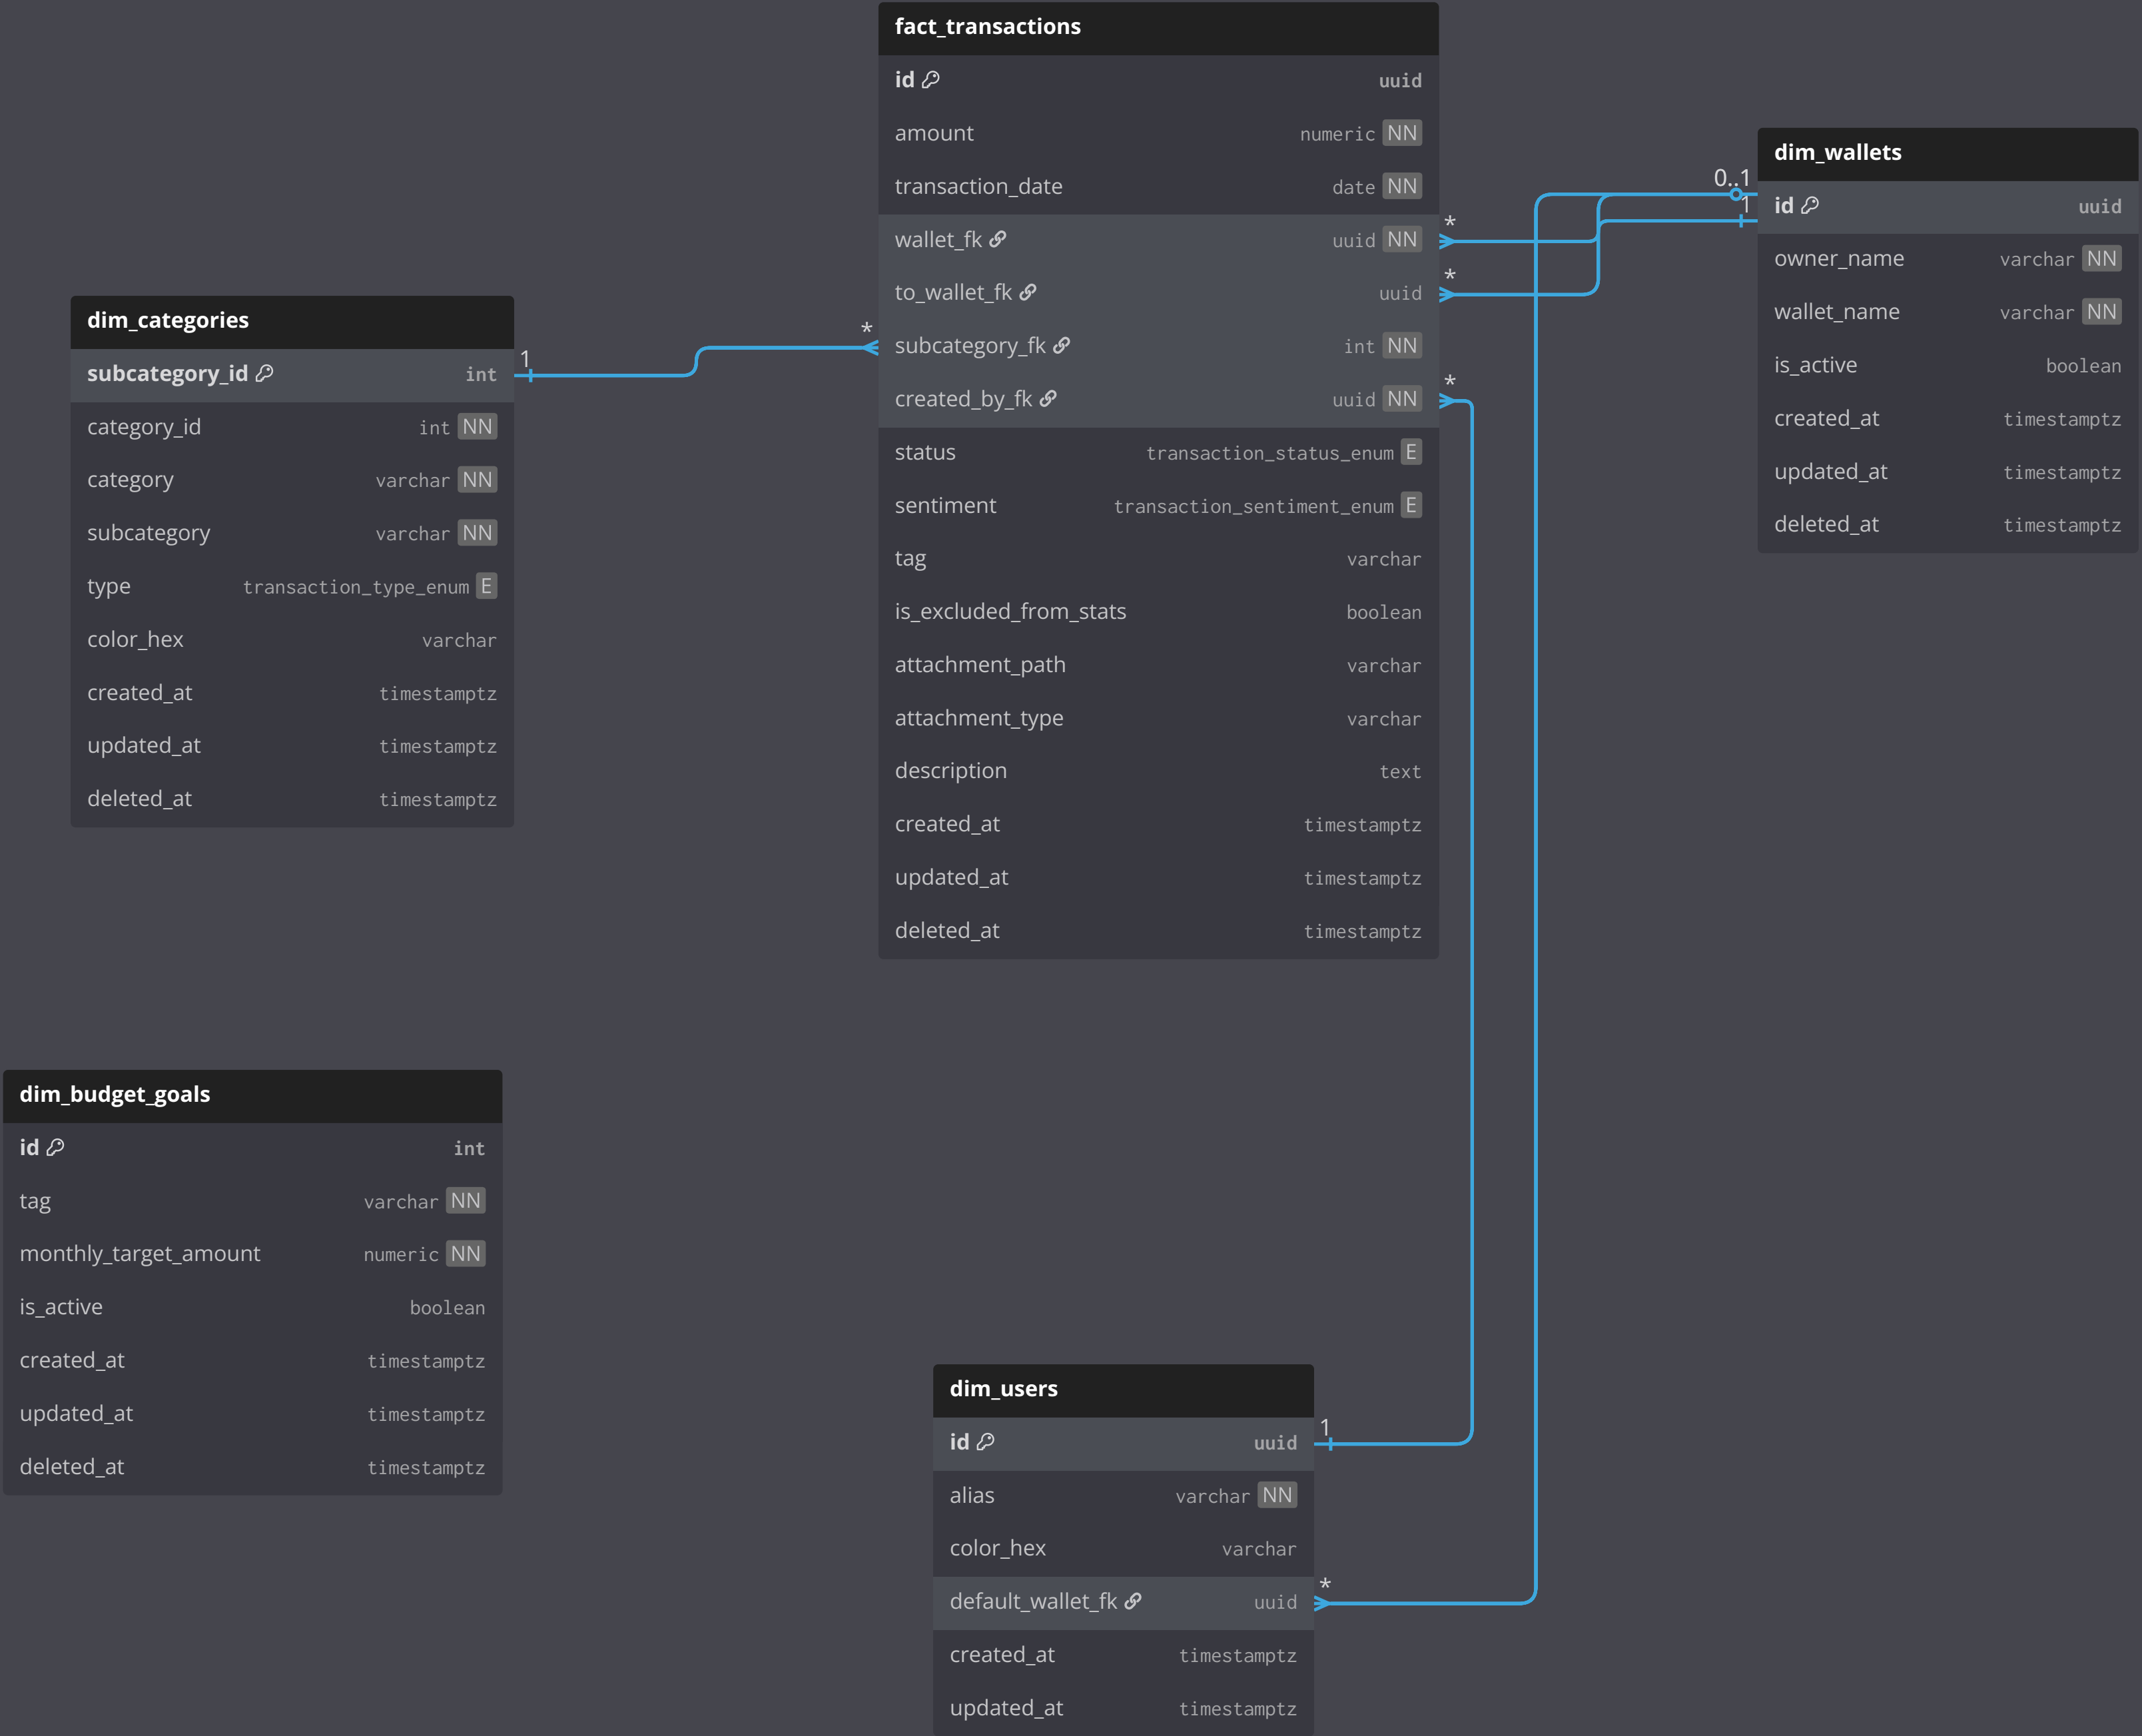 fact_transactions
id uuid
amount numeric NN
transaction_date date NN
wallet_fk uuid NN
to_wallet_fk uuid
subcategory_fk int NN
created_by_fk uuid NN
status transaction_status_enum E
sentiment transaction_sentiment_enum E
tag varchar
is_excluded_from_stats boolean
attachment_path varchar
attachment_type varchar
description text
created_at timestamptz
updated_at timestamptz
deleted_at timestamptz
*
*
*
*
0..1
1
dim_wallets
id uuid
owner_name varchar NN
wallet_name varchar NN
is_active boolean
created_at timestamptz
updated_at timestamptz
deleted_at timestamptz
dim_categories
1
subcategory_id int
category_id int NN
category varchar NN
subcategory varchar NN
type transaction_type_enum E
color_hex varchar
created_at timestamptz
updated_at timestamptz
deleted_at timestamptz
dim_budget_goals
id int
tag varchar NN
monthly_target_amount numeric NN
is_active boolean
created_at timestamptz
updated_at timestamptz
deleted_at timestamptz
dim_users
1
id uuid
alias varchar NN
color_hex varchar
*
default_wallet_fk uuid
created_at timestamptz
updated_at timestamptz